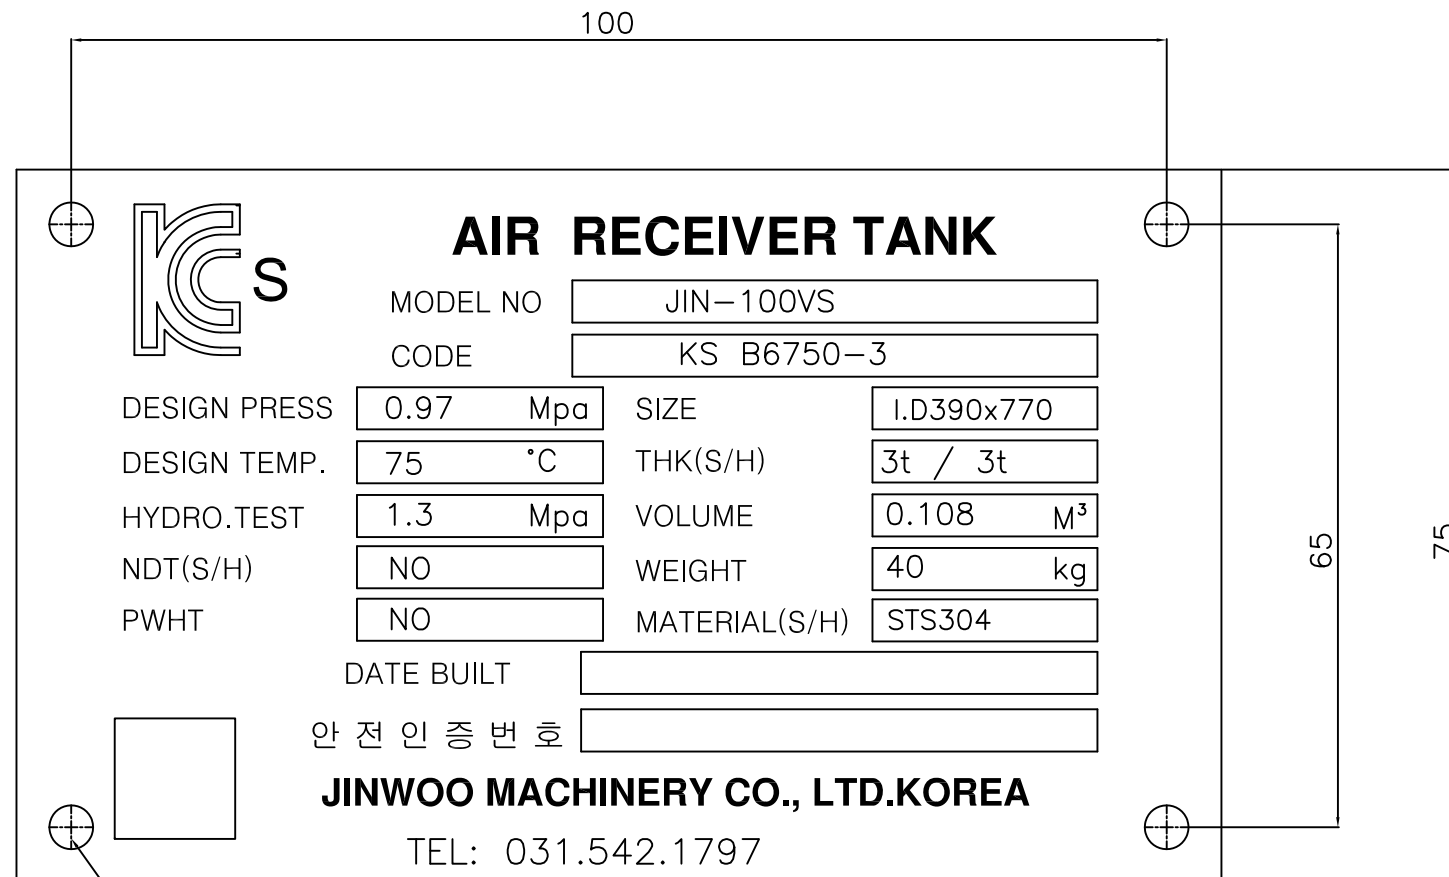 100
AIR RECEIVER TANK
KC S
MODEL NO JIN-100VS
CODE KS B6750-3
DESIGN PRESS 0.97 Mpa SIZE I.D390x770
DESIGN TEMP. 75 °C THK(S/H) 3t / 3t
HYDRO.TEST 1.3 Mpa VOLUME 0.108 M³
NDT(S/H) NO WEIGHT 40 kg
PWHT NO MATERIAL(S/H) STS304
DATE BUILT
안전인증번호
JINWOO MACHINERY CO., LTD.KOREA
TEL: 031.542.1797
65
75